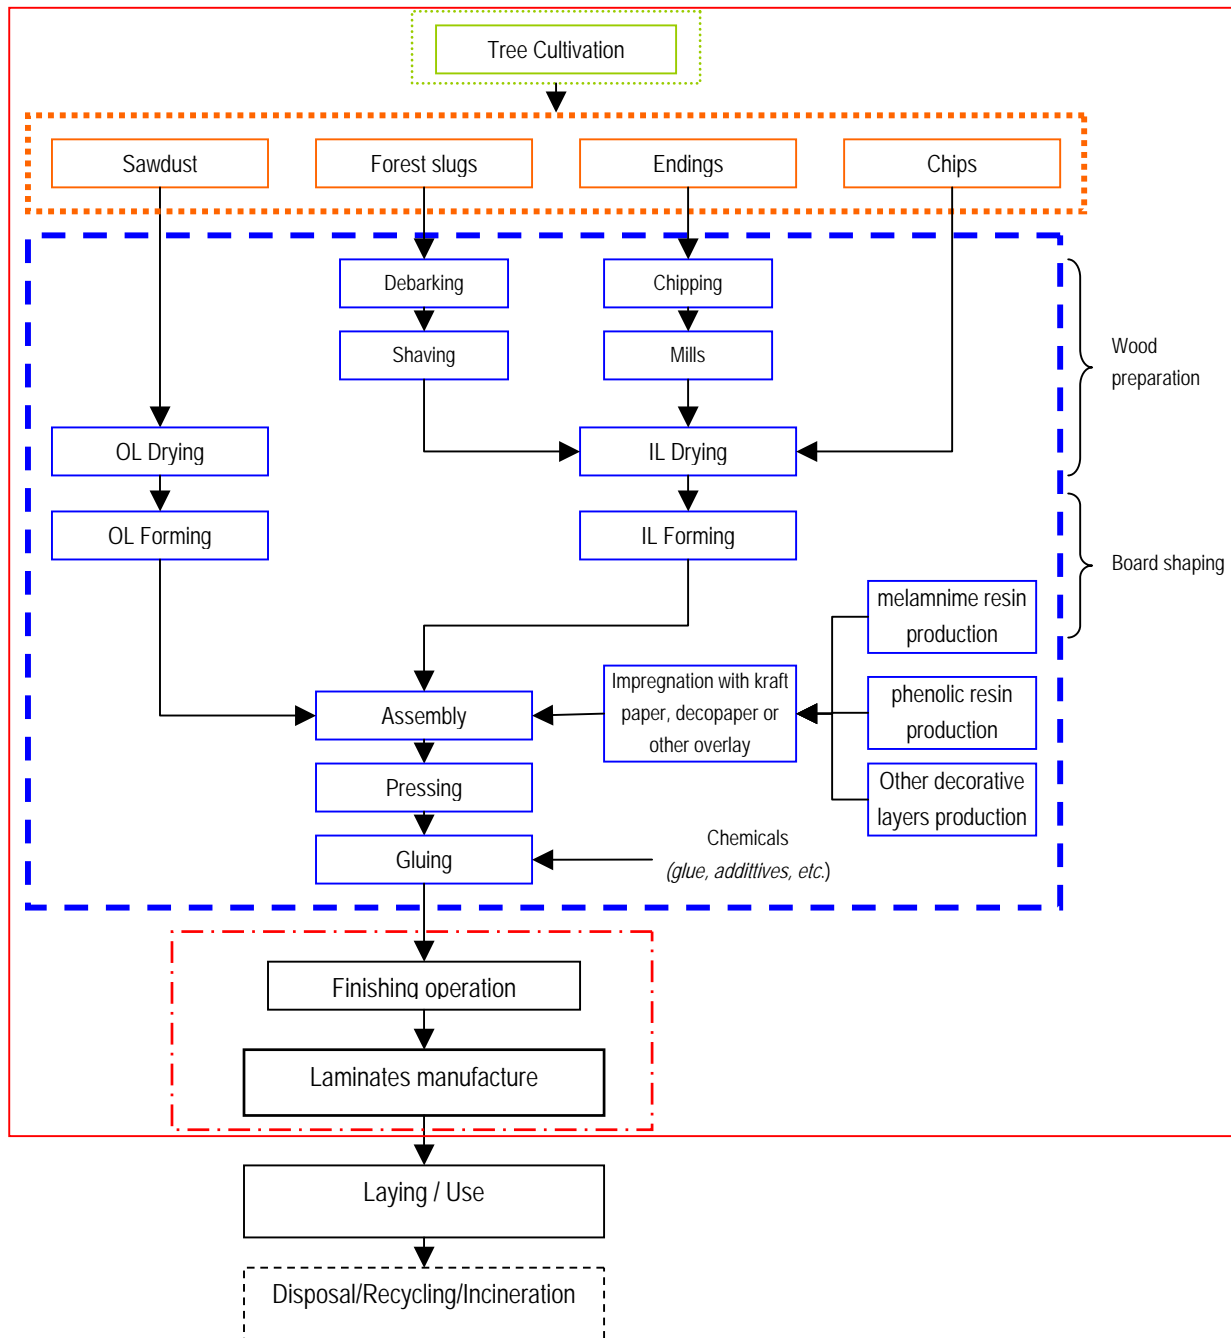 Tree Cultivation
Sawdust
Forest slugs
Endings
Chips
Debarking
Chipping
Shaving
Mills
Wood
preparation
OL Drying
IL Drying
OL Forming
IL Forming
Board shaping
melamnime resin
production
Assembly
Impregnation with kraft
paper, decopaper or
other overlay
phenolic resin
production
Pressing
Other decorative
layers production
Gluing
Chemicals
(glue, addittives, etc.)
Finishing operation
Laminates manufacture
Laying / Use
Disposal/Recycling/Incineration